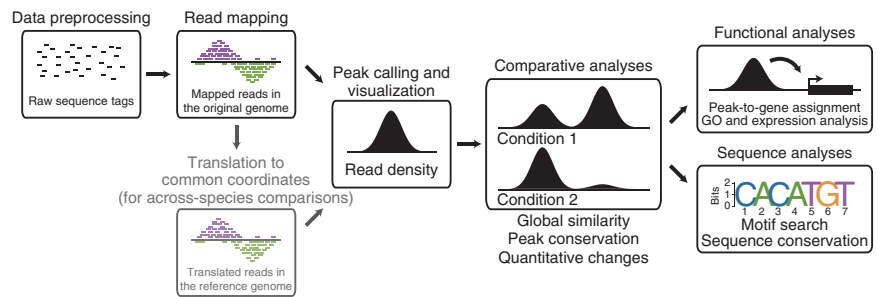 Data preprocessing
Raw sequence tags
Read mapping
Mapped reads in
the original genome
Translation to
common coordinates
(for across-species comparisons)
Translated reads in
the reference genome
Peak calling and
visualization
Read density
Comparative analyses
Condition 1
Condition 2
Global similarity
Peak conservation
Quantitative changes
Functional analyses
Peak-to-gene assignment
GO and expression analysis
Sequence analyses
Bits
2
1
0
CACATGT
1 2 3 4 5 6 7
Motif search
Sequence conservation